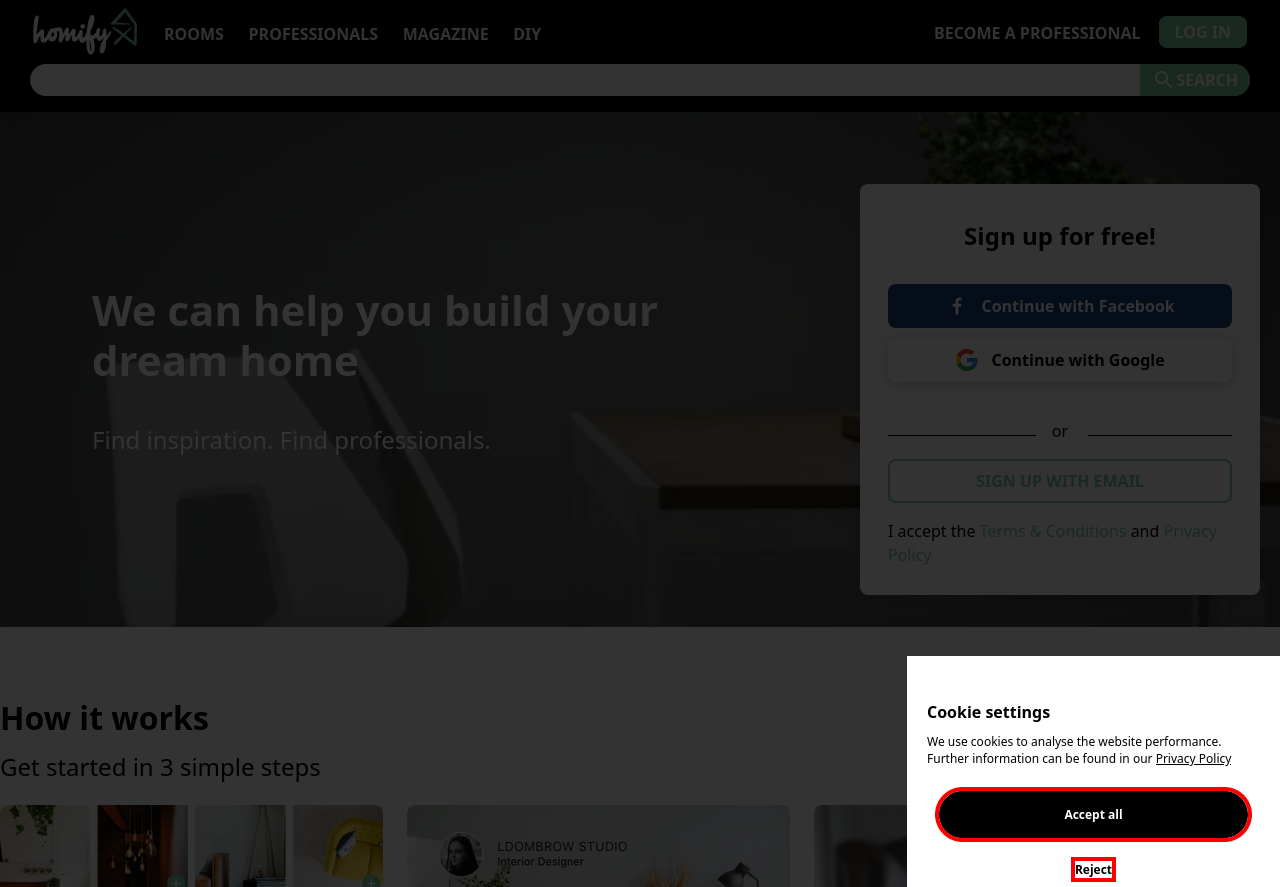 homify
ROOMS
PROFESSIONALS
MAGAZINE
DIY
BECOME A PROFESSIONAL
LOG IN
SEARCH
We can help you build your
dream home
Find inspiration. Find professionals.
Sign up for free!
Continue with Facebook
Continue with Google
or
SIGN UP WITH EMAIL
I accept the Terms & Conditions and Privacy
Policy
How it works
Get started in 3 simple steps
LDOMBROW STUDIO
Interior Designer
Cookie settings
We use cookies to analyse the website performance.
Further information can be found in our Privacy Policy
Accept all
Reject